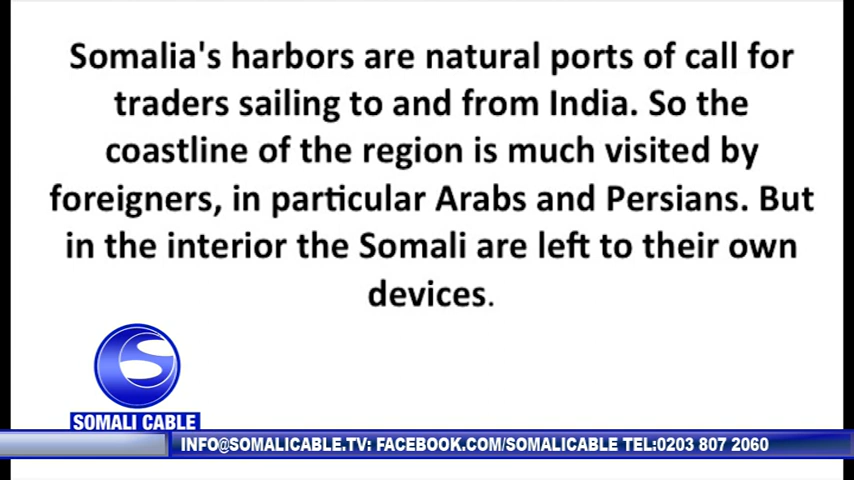 Somalia's harbors are natural ports of call for
traders sailing to and from India. So the
coastline of the region is much visited by
foreigners, in particular Arabs and Persians. But
in the interior the Somali are left to their own
devices.
SOMALI CABLE
INFO@SOMALICABLE.TV: FACEBOOK.COM/SOMALICABLE TEL:0203 807 2060